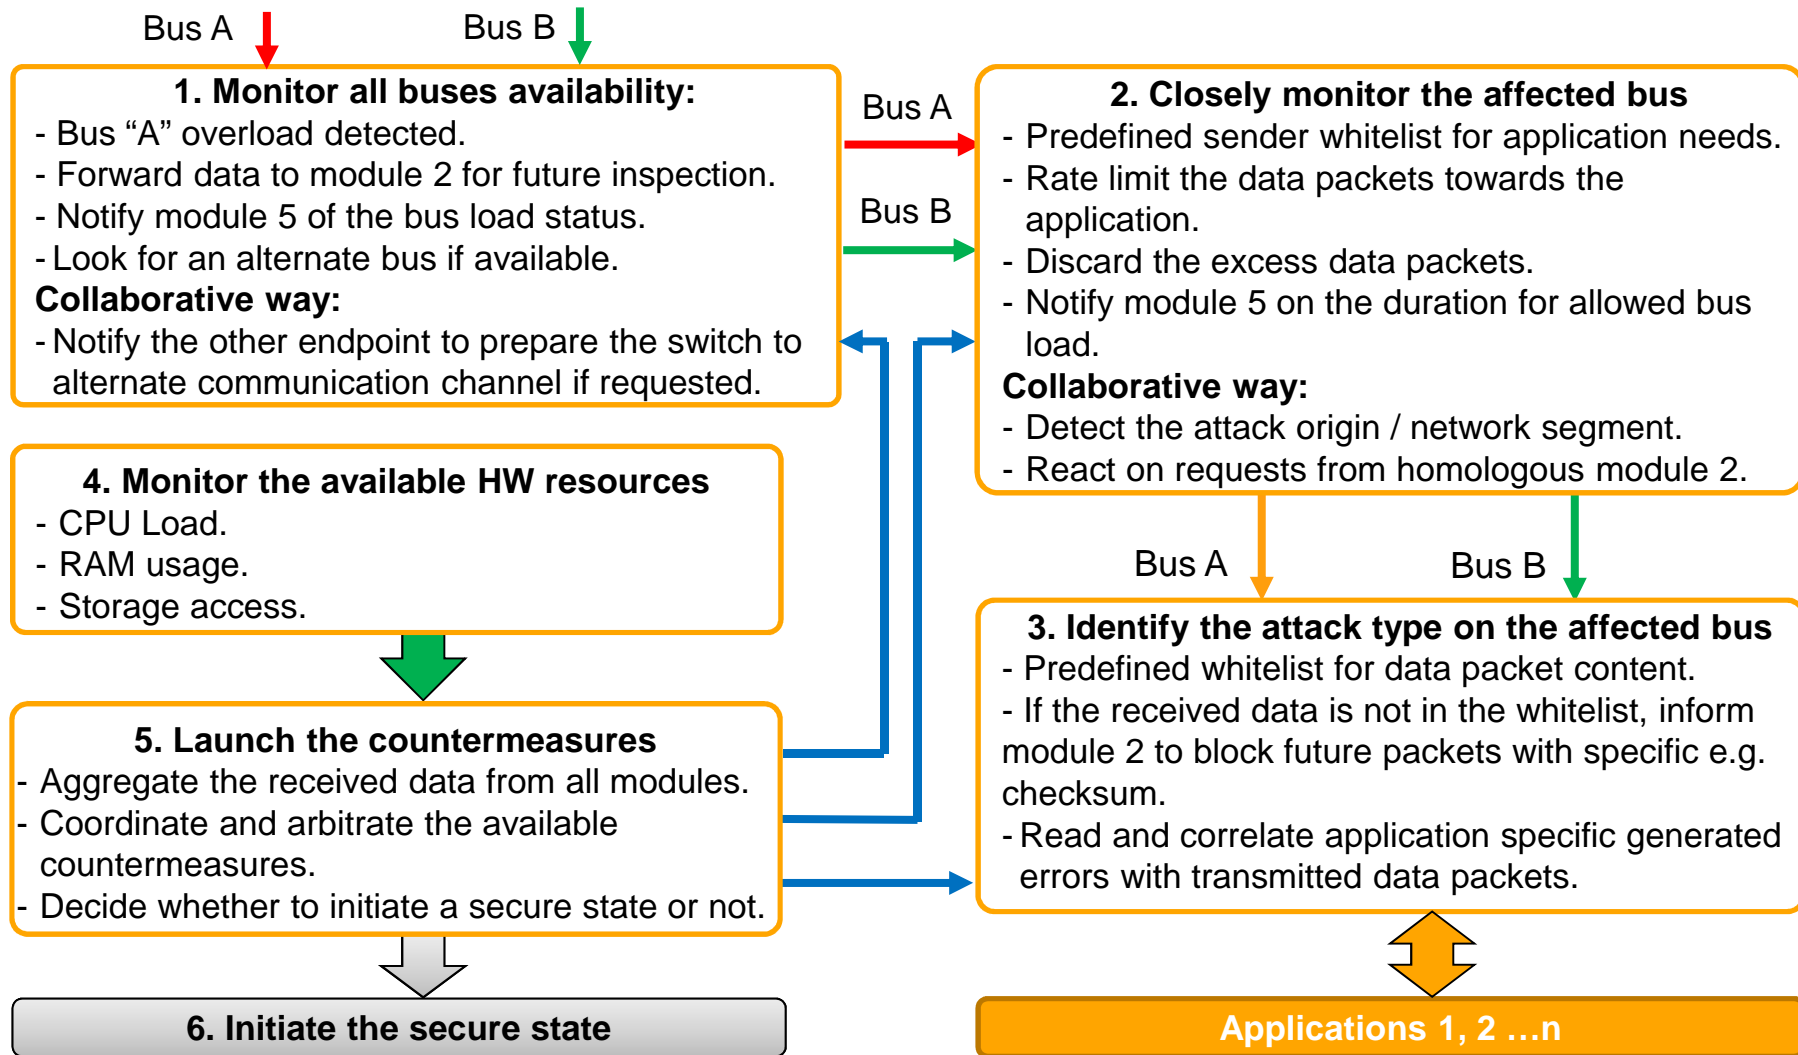 Bus A
Bus B
1. Monitor all buses availability:
- Bus “A” overload detected.
- Forward data to module 2 for future inspection.
- Notify module 5 of the bus load status.
- Look for an alternate bus if available.
Collaborative way:
- Notify the other endpoint to prepare the switch to
alternate communication channel if requested.
Bus A
Bus B
2. Closely monitor the affected bus
- Predefined sender whitelist for application needs.
- Rate limit the data packets towards the
application.
- Discard the excess data packets.
- Notify module 5 on the duration for allowed bus
load.
Collaborative way:
- Detect the attack origin / network segment.
- React on requests from homologous module 2.
4. Monitor the available HW resources
- CPU Load.
- RAM usage.
- Storage access.
Bus A
Bus B
3. Identify the attack type on the affected bus
- Predefined whitelist for data packet content.
- If the received data is not in the whitelist, inform
module 2 to block future packets with specific e.g.
checksum.
- Read and correlate application specific generated
errors with transmitted data packets.
5. Launch the countermeasures
- Aggregate the received data from all modules.
- Coordinate and arbitrate the available
countermeasures.
- Decide whether to initiate a secure state or not.
6. Initiate the secure state
Applications 1, 2 …n